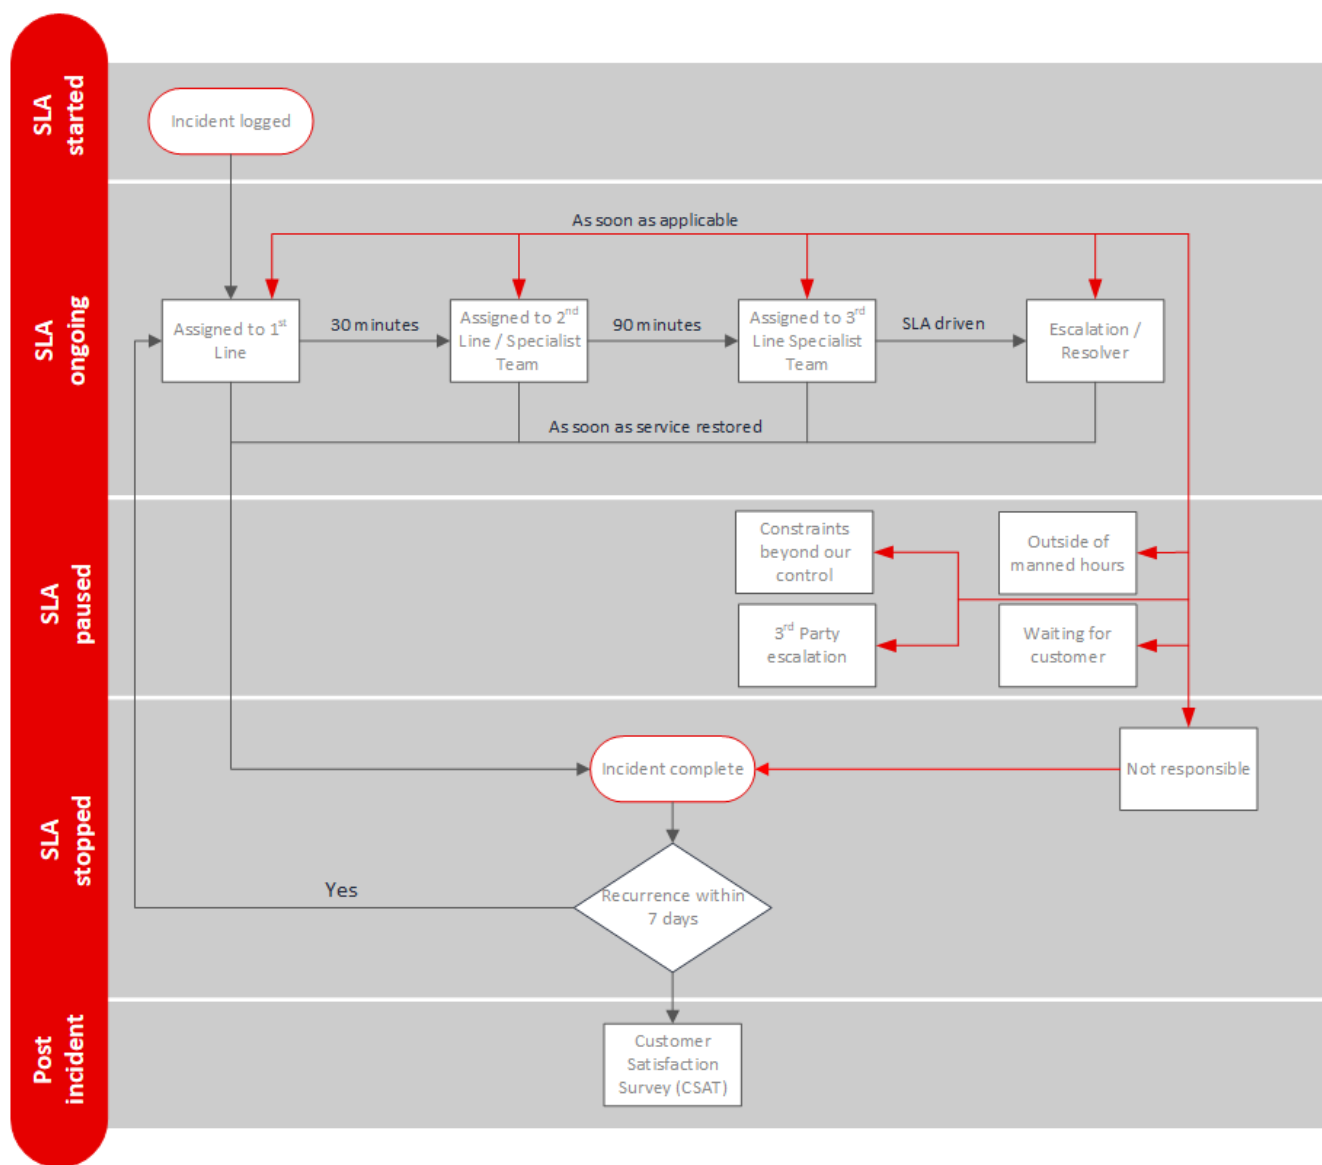 SLA
started
Incident logged
SLA
ongoing
As soon as applicable
Assigned to 1st
Line
30 minutes
Assigned to 2nd
Line / Specialist
Team
90 minutes
Assigned to 3rd
Line Specialist
Team
SLA driven
Escalation /
Resolver
As soon as service restored
SLA
paused
Constraints
beyond our
control
Outside of
manned hours
3rd Party
escalation
Waiting for
customer
SLA
stopped
Incident complete
Not responsible
Yes
Recurrence within
7 days
Post
incident
Customer
Satisfaction
Survey (CSAT)